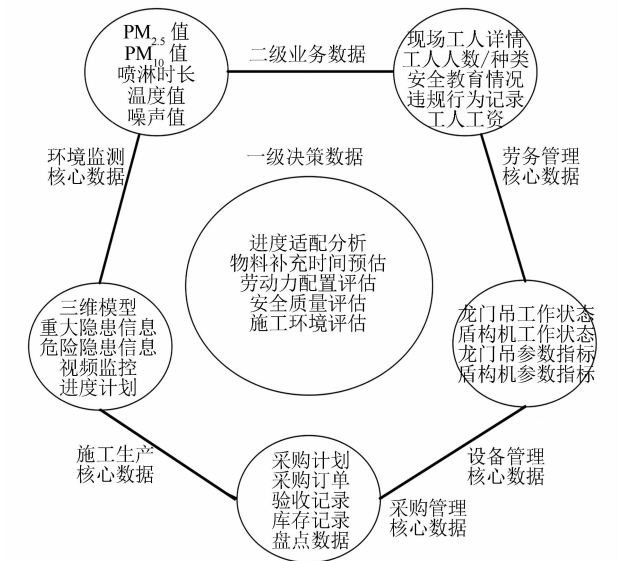 PM2.5 值
PM10 值
喷淋时长
温度值
噪声值
二级业务数据
现场工人详情
工人人数/种类
安全教育情况
违规行为记录
工人工资
环境监测
核心数据
一级决策数据
劳务管理
核心数据
进度适配分析
物料补充时间预估
劳动力配置评估
安全质量评估
施工环境评估
三维模型
重大隐患信息
危险隐患信息
视频监控
进度计划
龙门吊工作状态
盾构机工作状态
龙门吊参数指标
盾构机参数指标
施工生产
核心数据
采购计划
采购订单
验收记录
库存记录
盘点数据
设备管理
核心数据
采购管理
核心数据